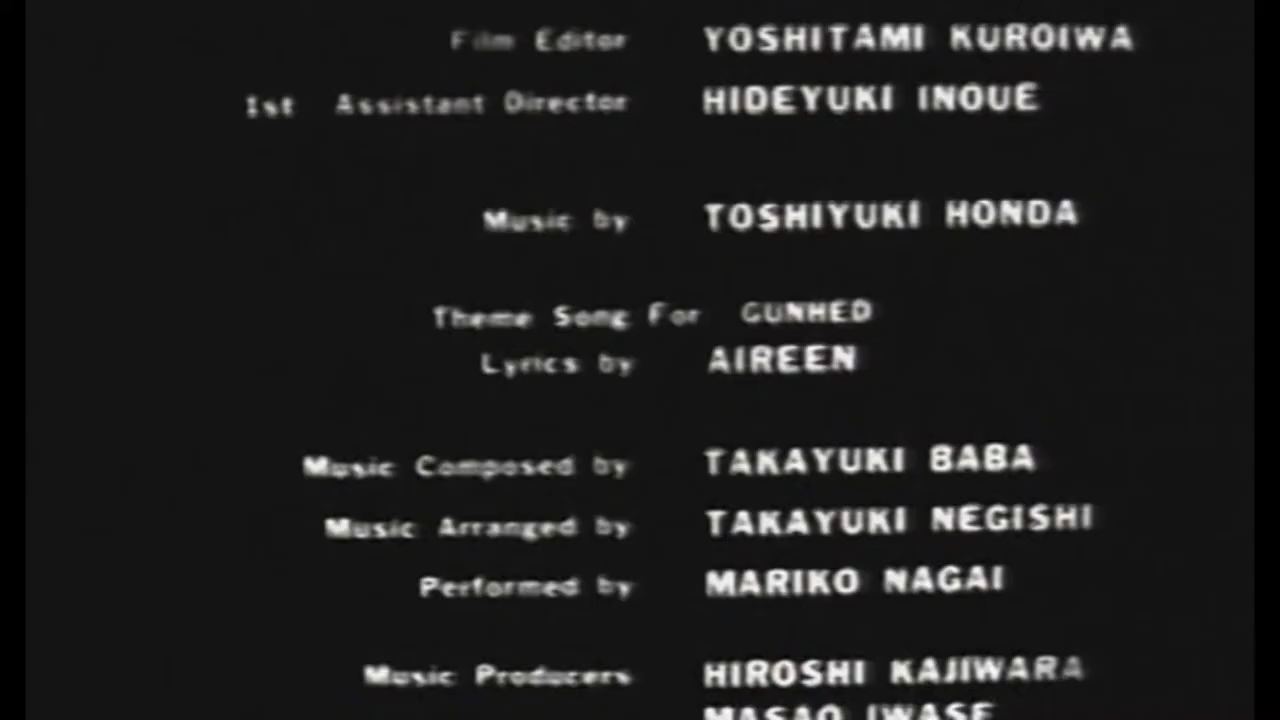 Film Editor YOSHITAMI KUROIWA
1st Assistant Director HIDEYUKI INOUE
Music by TOSHIYUKI HONDA
Theme Song For GUNHED
Lyrics by AIREEN
Music Composed by TAKAYUKI BABA
Music Arranged by TAKAYUKI NEGISHI
Performed by MARIKO NAGAI
Music Producers HIROSHI KAJIWARA
MASAO IWASE